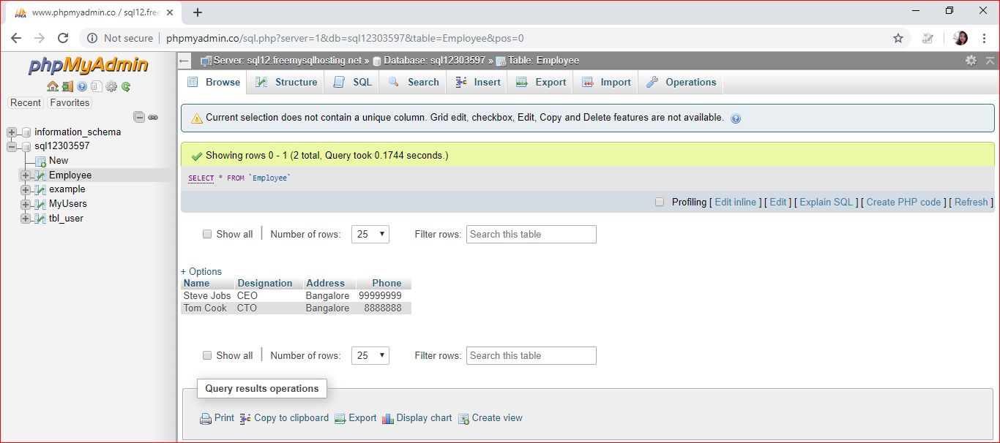 www.phpmyadmin.co / sql12.free
Not secure phpmyadmin.co/sql.php?server=1&db=sql12303597&table=Employee&pos=0
phpMyAdmin
Recent Favorites
information_schema
sql12303597
New
Employee
example
MyUsers
tbl_user
Server: sql12.freemysqlhosting.net » Database: sql12303597 » Table: Employee
Browse Structure SQL Search Insert Export Import Operations
Current selection does not contain a unique column. Grid edit, checkbox, Edit, Copy and Delete features are not available.
Showing rows 0 - 1 (2 total, Query took 0.1744 seconds.)
SELECT * FROM `Employee`
Profiling [ Edit inline ] [ Edit ] [ Explain SQL ] [ Create PHP code ] [ Refresh ]
Show all Number of rows: 25 Filter rows: Search this table
+ Options
Name Designation Address Phone
Steve Jobs CEO Bangalore 99999999
Tom Cook CTO Bangalore 8888888
Show all Number of rows: 25 Filter rows: Search this table
Query results operations
Print Copy to clipboard Export Display chart Create view